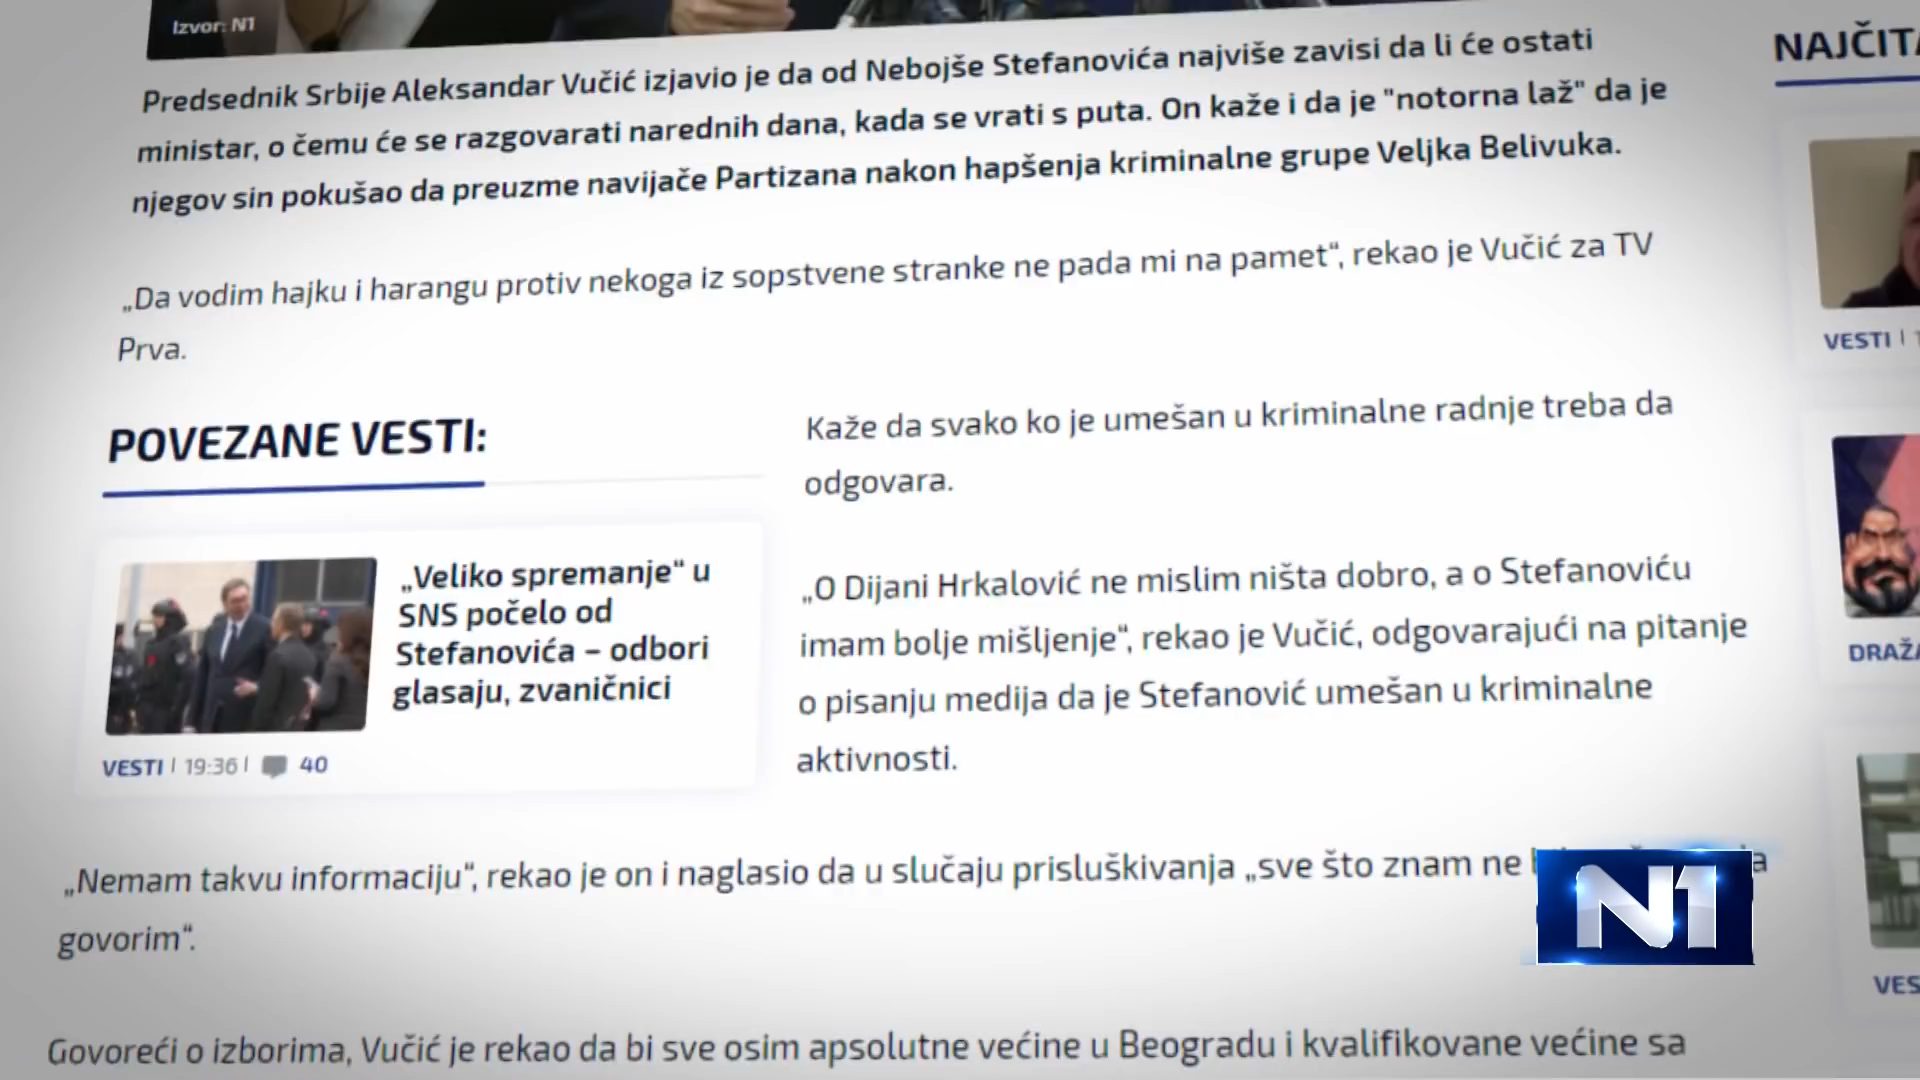 Izvor: N1
Predsednik Srbije Aleksandar Vučić izjavio je da od Nebojše Stefanovića najviše zavisi da li će ostati
ministar, o čemu će se razgovarati narednih dana, kada se vrati s puta. On kaže i da je "notorna laž" da je
njegov sin pokušao da preuzme navijače Partizana nakon hapšenja kriminalne grupe Veljka Belivuka.
„Da vodim hajku i harangu protiv nekoga iz sopstvene stranke ne pada mi na pamet“, rekao je Vučić za TV
Prva.
POVEZANE VESTI:
„Veliko spremanje“ u
SNS počelo od
Stefanovića – odbori
glasaju, zvaničnici
VESTI | 19:36 | 40
Kaže da svako ko je umešan u kriminalne radnje treba da
odgovara.
„O Dijani Hrkalović ne mislim ništa dobro, a o Stefanoviću
imam bolje mišljenje“, rekao je Vučić, odgovarajući na pitanje
o pisanju medija da je Stefanović umešan u kriminalne
aktivnosti.
„Nemam takvu informaciju“, rekao je on i naglasio da u slučaju prisluškivanja „sve što znam ne
govorim“.
Govoreći o izborima, Vučić je rekao da bi sve osim apsolutne većine u Beogradu i kvalifikovane većine sa
VESTI |
N1